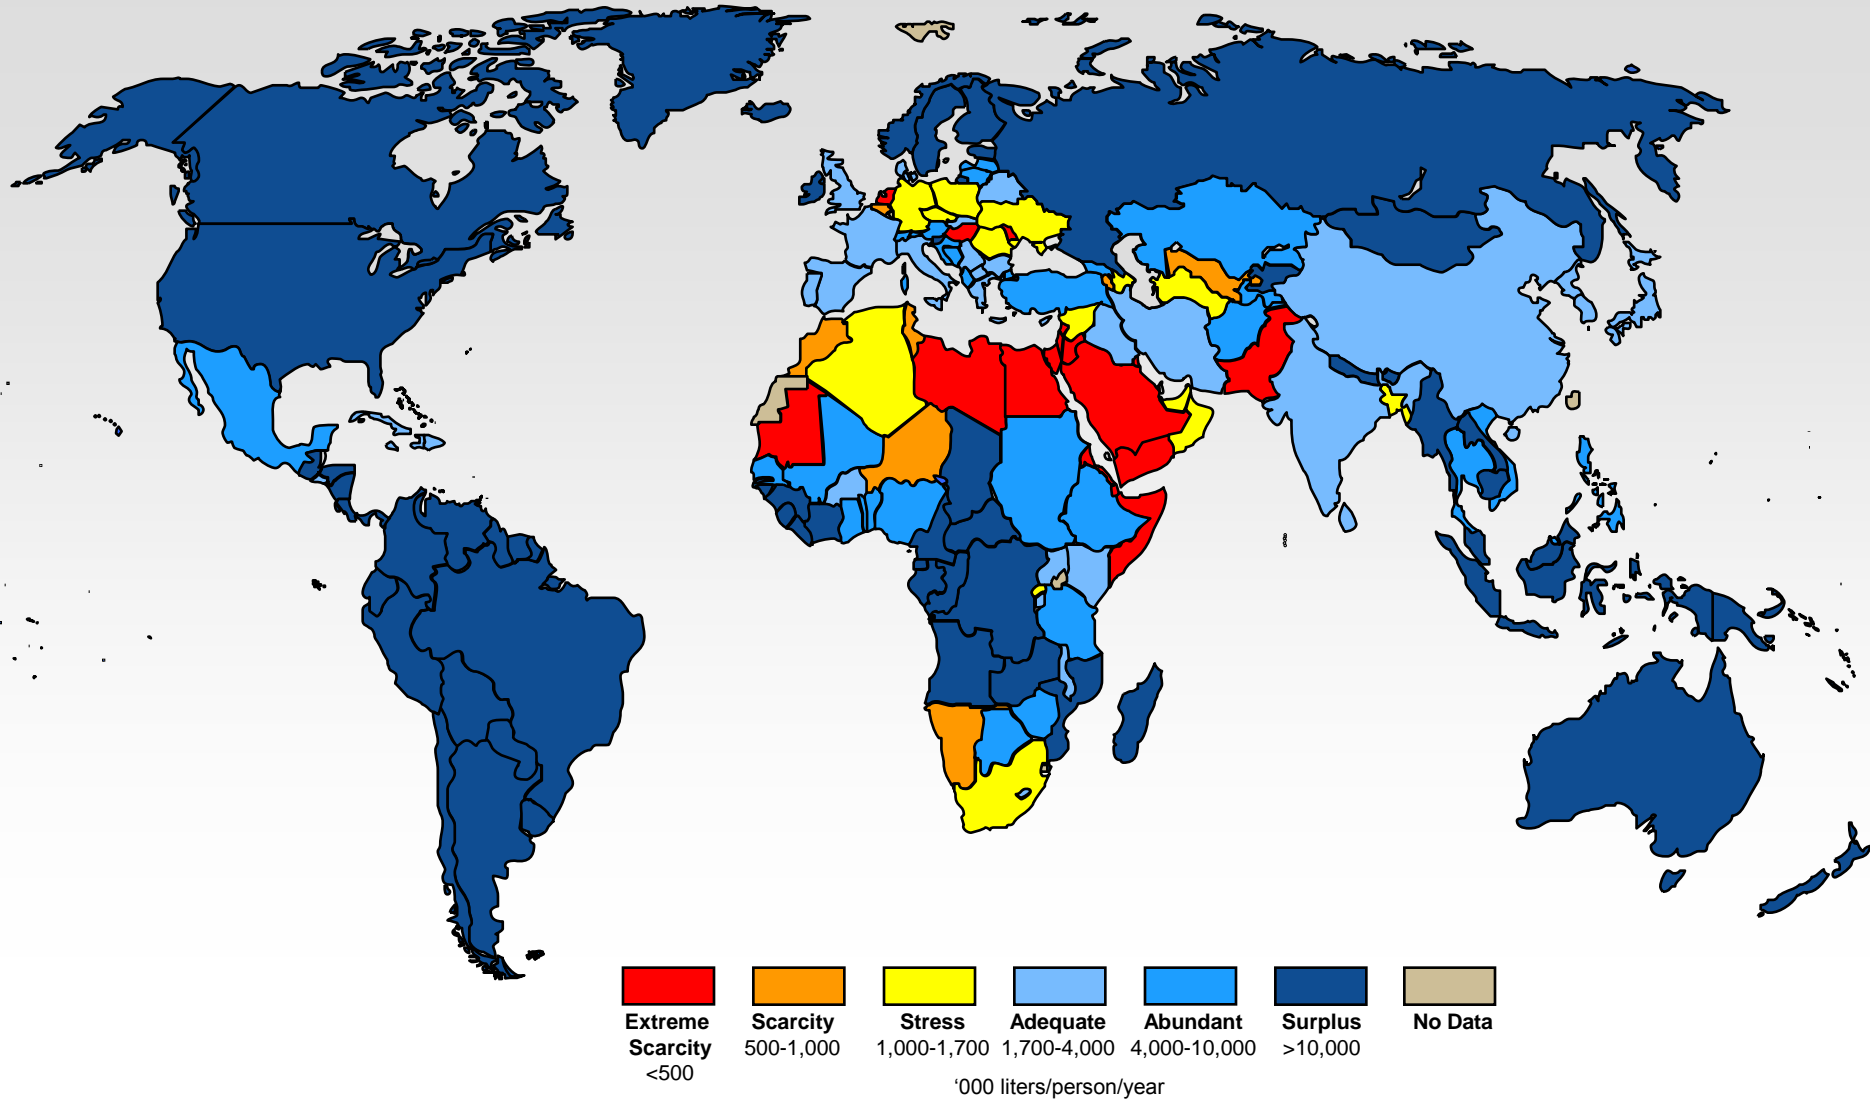 Extreme Scarcity Stress Adequate Abundant Surplus No Data
Scarcity 500-1,000 1,000-1,700 1,700-4,000 4,000-10,000 >10,000
<500
‘000 liters/person/year